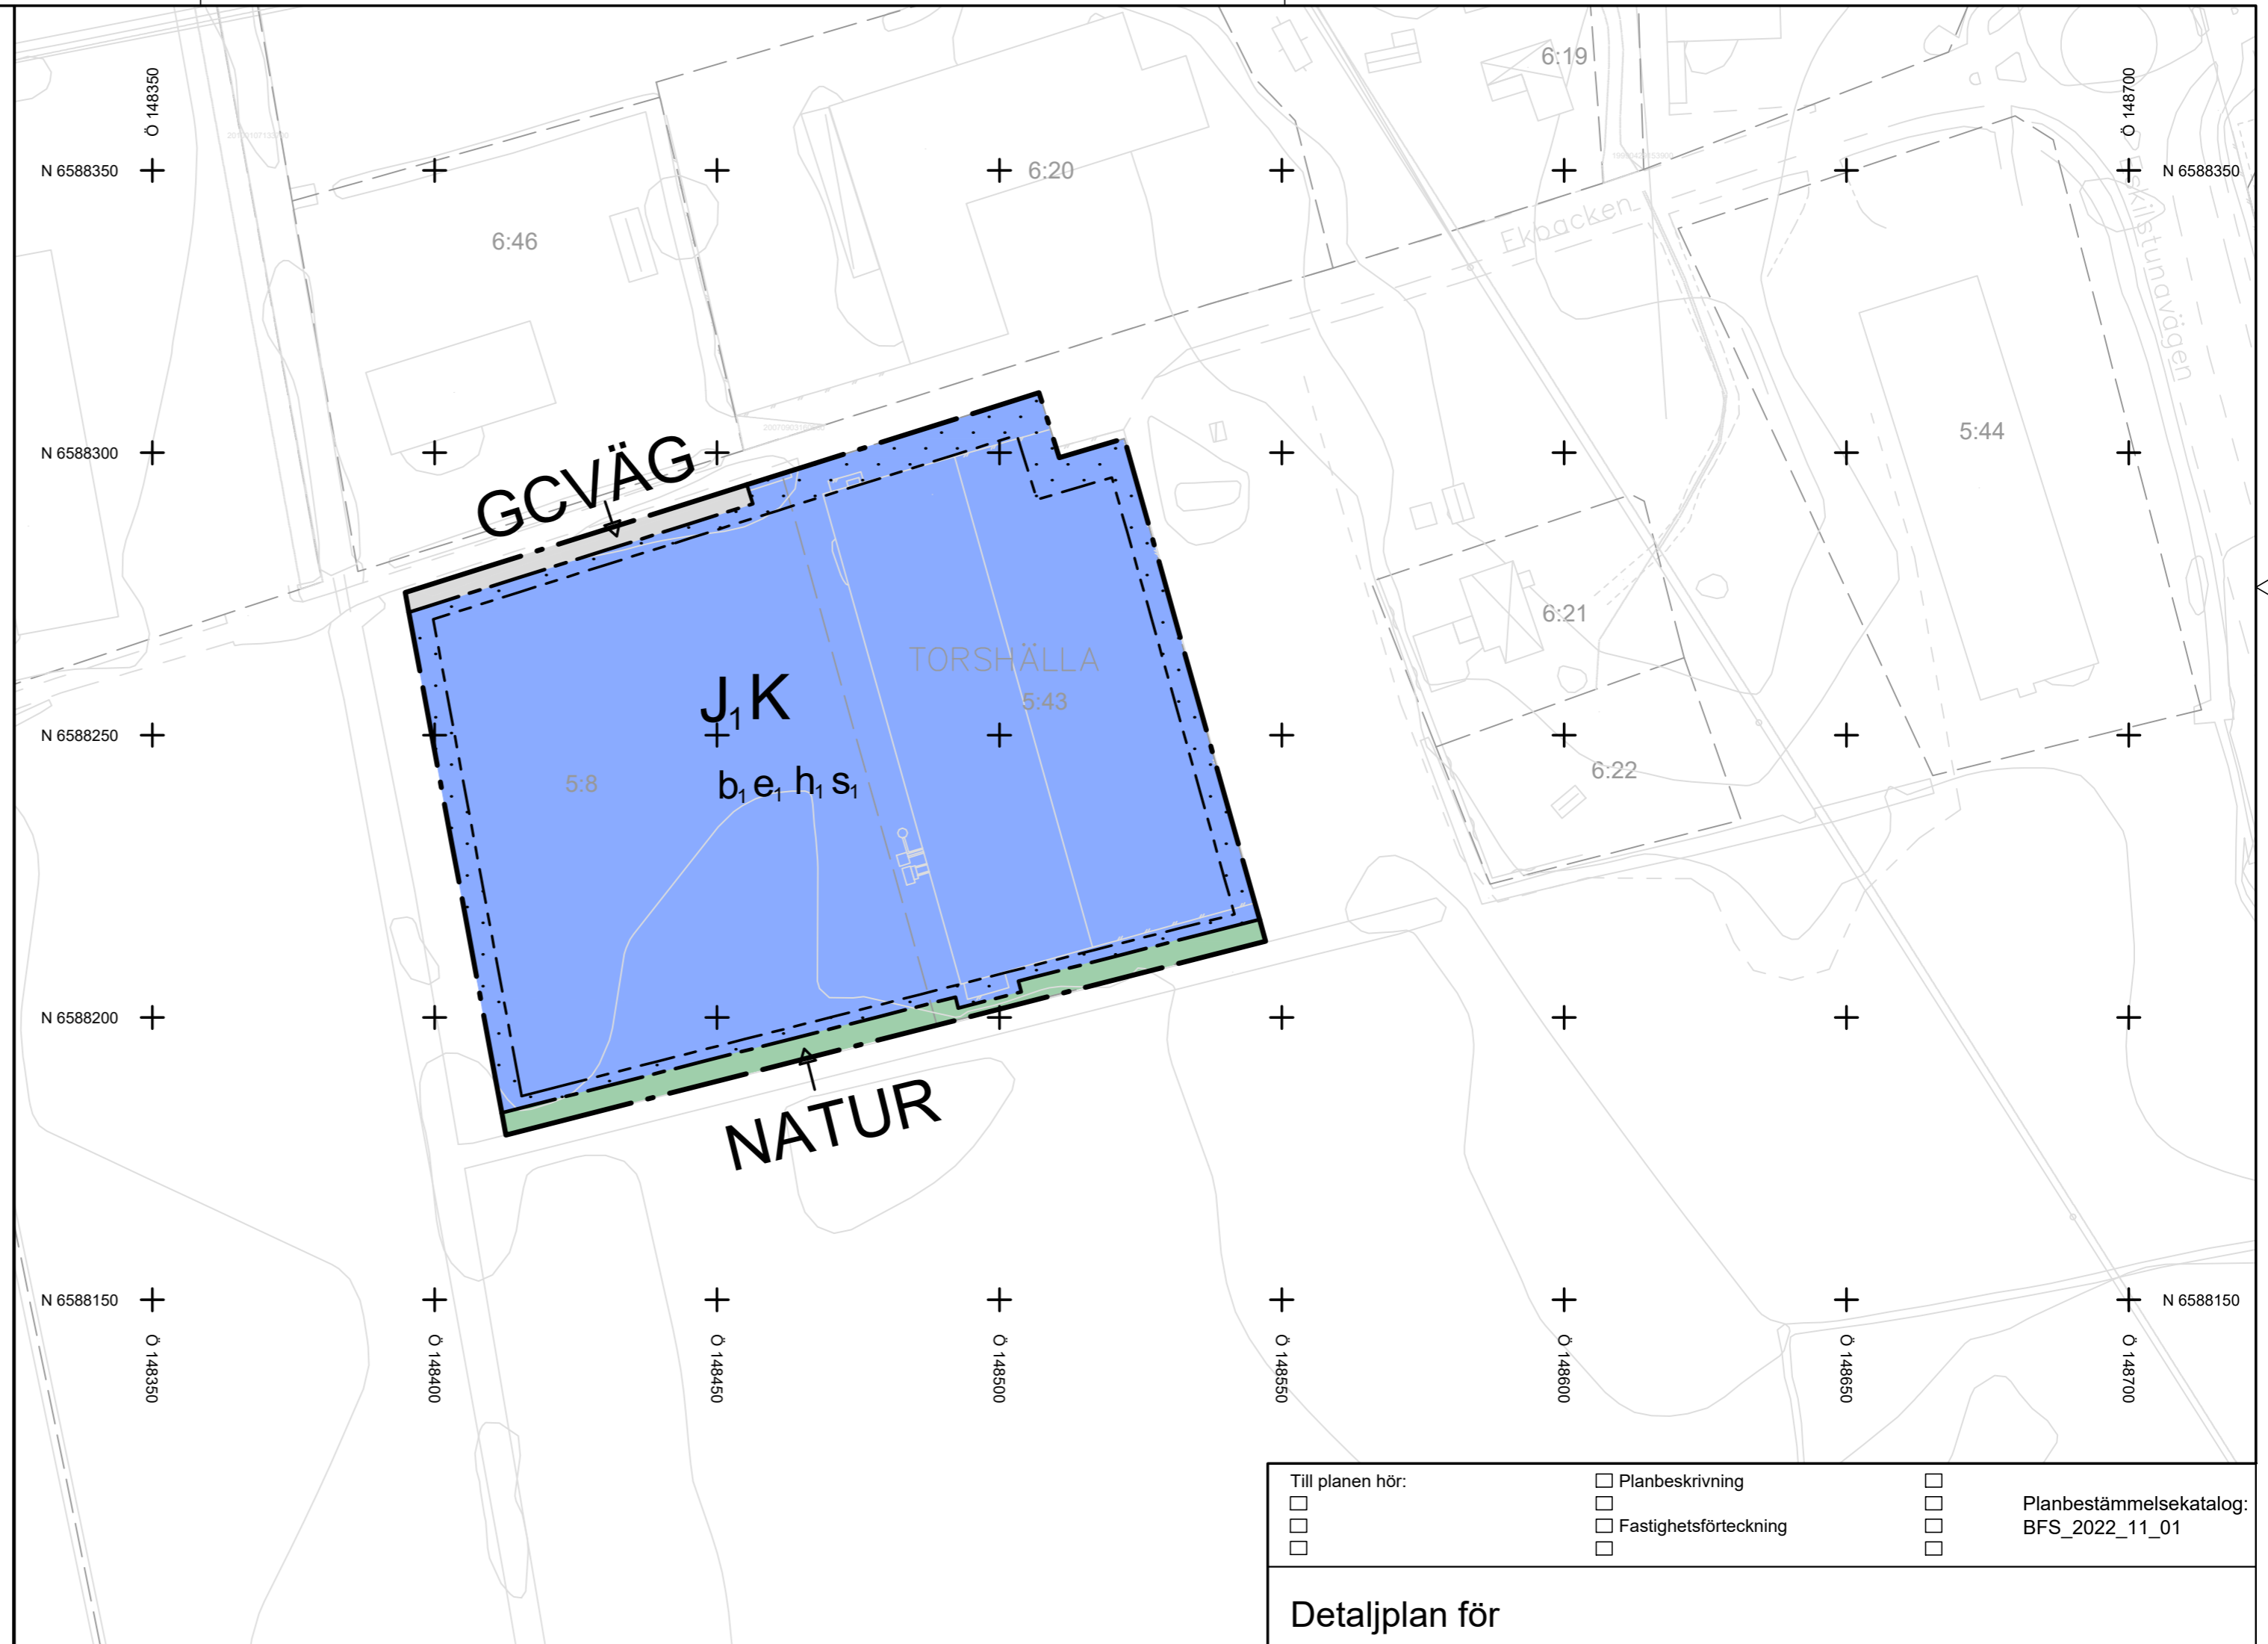 6:19
Ö 148350
Ö 148700
N 6588350
6:20
N 6588350
Ekbacken
6:46
Eskilstunavägen
5:44
GCVÄG
N 6588300
6:21
TORSHÄLLA
J₁K
5:43
N 6588250
5:8
b₁ e₁ h₁ s₁
6:22
N 6588200
NATUR
N 6588150
N 6588150
Ö 148350
Ö 148400
Ö 148450
Ö 148500
Ö 148550
Ö 148600
Ö 148650
Ö 148700
Till planen hör:
Planbeskrivning
Fastighetsförteckning
Planbestämmelsekatalog:
BFS_2022_11_01
Detaljplan för